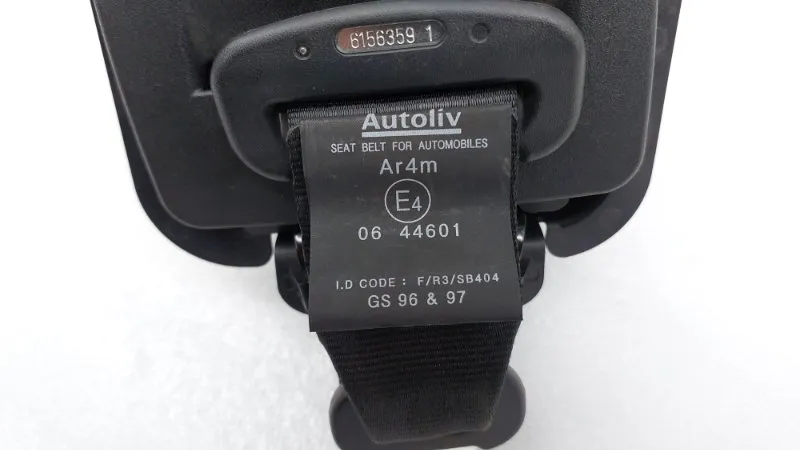 6156359 1
Autoliv
SEAT BELT FOR AUTOMOBILES
Ar4m
E4
06 44601
I.D CODE : F/R3/SB404
GS 96 & 97